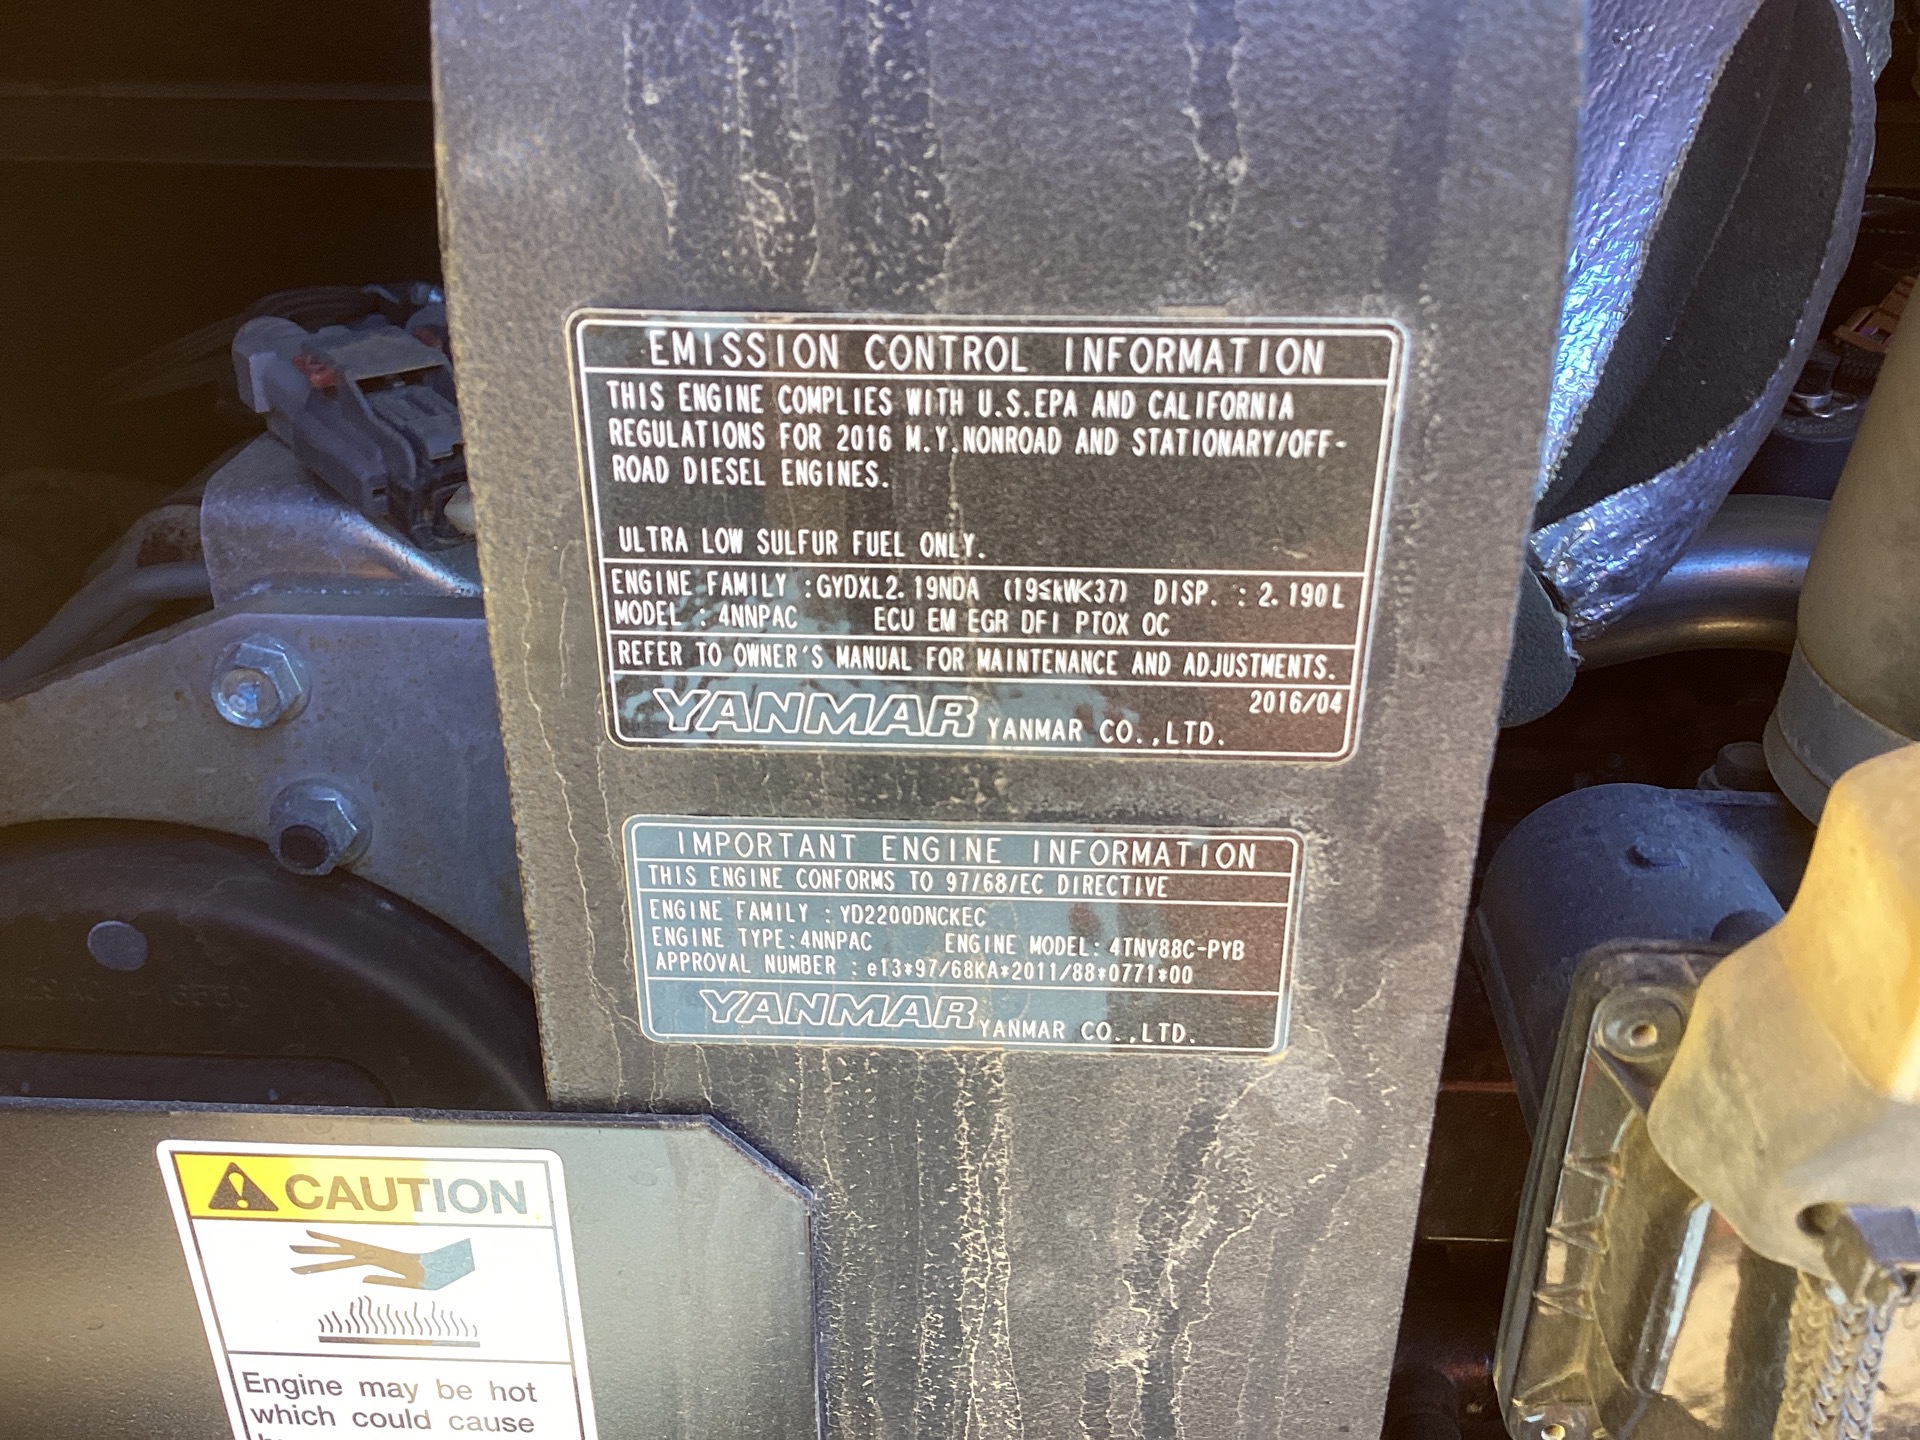 EMISSION CONTROL INFORMATION
THIS ENGINE COMPLIES WITH U.S.EPA AND CALIFORNIA
REGULATIONS FOR 2016 M.Y.NONROAD AND STATIONARY/OFF-
ROAD DIESEL ENGINES.
ULTRA LOW SULFUR FUEL ONLY.
ENGINE FAMILY :GYDXL2.19NDA (19≤kW<37) DISP. : 2.190L
MODEL : 4NNPAC ECU EM EGR DFI PTOX OC
REFER TO OWNER'S MANUAL FOR MAINTENANCE AND ADJUSTMENTS.
2016/04
YANMAR YANMAR CO.,LTD.
IMPORTANT ENGINE INFORMATION
THIS ENGINE CONFORMS TO 97/68/EC DIRECTIVE
ENGINE FAMILY : YD2200DNCKEC
ENGINE TYPE:4NNPAC ENGINE MODEL: 4TNV88C-PYB
APPROVAL NUMBER : e13*97/68KA*2011/88*0771*00
YANMAR YANMAR CO.,LTD.
CAUTION
Engine may be hot
which could cause